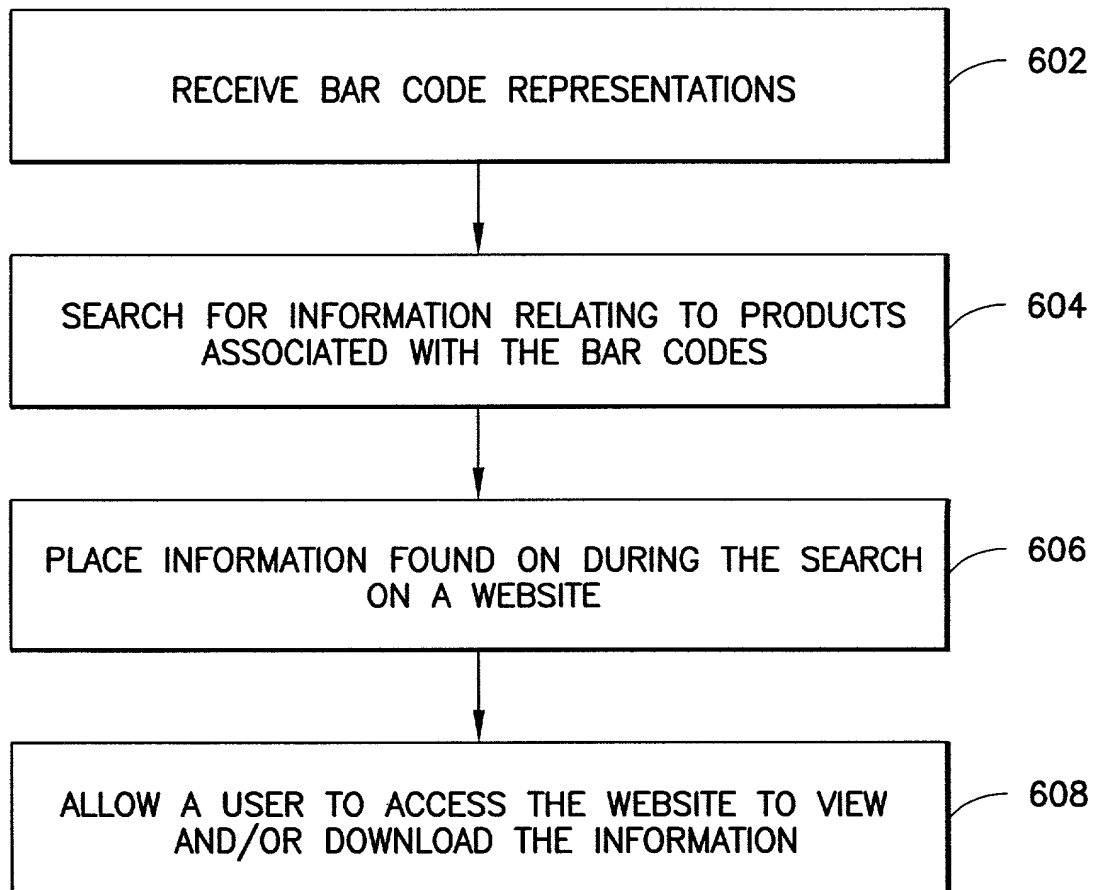 RECEIVE BAR CODE REPRESENTATIONS
602
SEARCH FOR INFORMATION RELATING TO PRODUCTS
ASSOCIATED WITH THE BAR CODES
604
PLACE INFORMATION FOUND ON DURING THE SEARCH
ON A WEBSITE
606
ALLOW A USER TO ACCESS THE WEBSITE TO VIEW
AND/OR DOWNLOAD THE INFORMATION
608